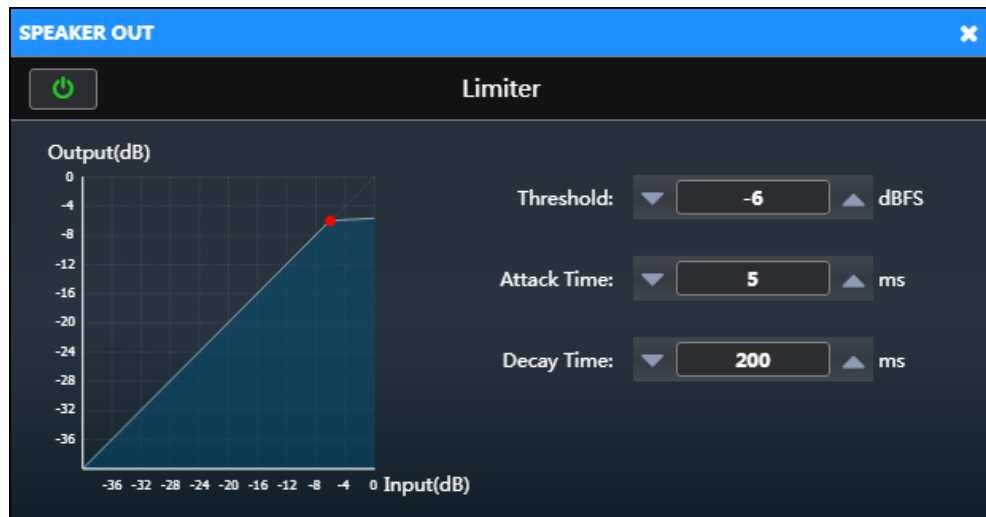 SPEAKER OUT
Limiter
Output(dB)
0
-4
-8
-12
-16
-20
-24
-28
-32
-36
-36 -32 -28 -24 -20 -16 -12 -8 -4 0 Input(dB)
Threshold: -6 dBFS
Attack Time: 5 ms
Decay Time: 200 ms